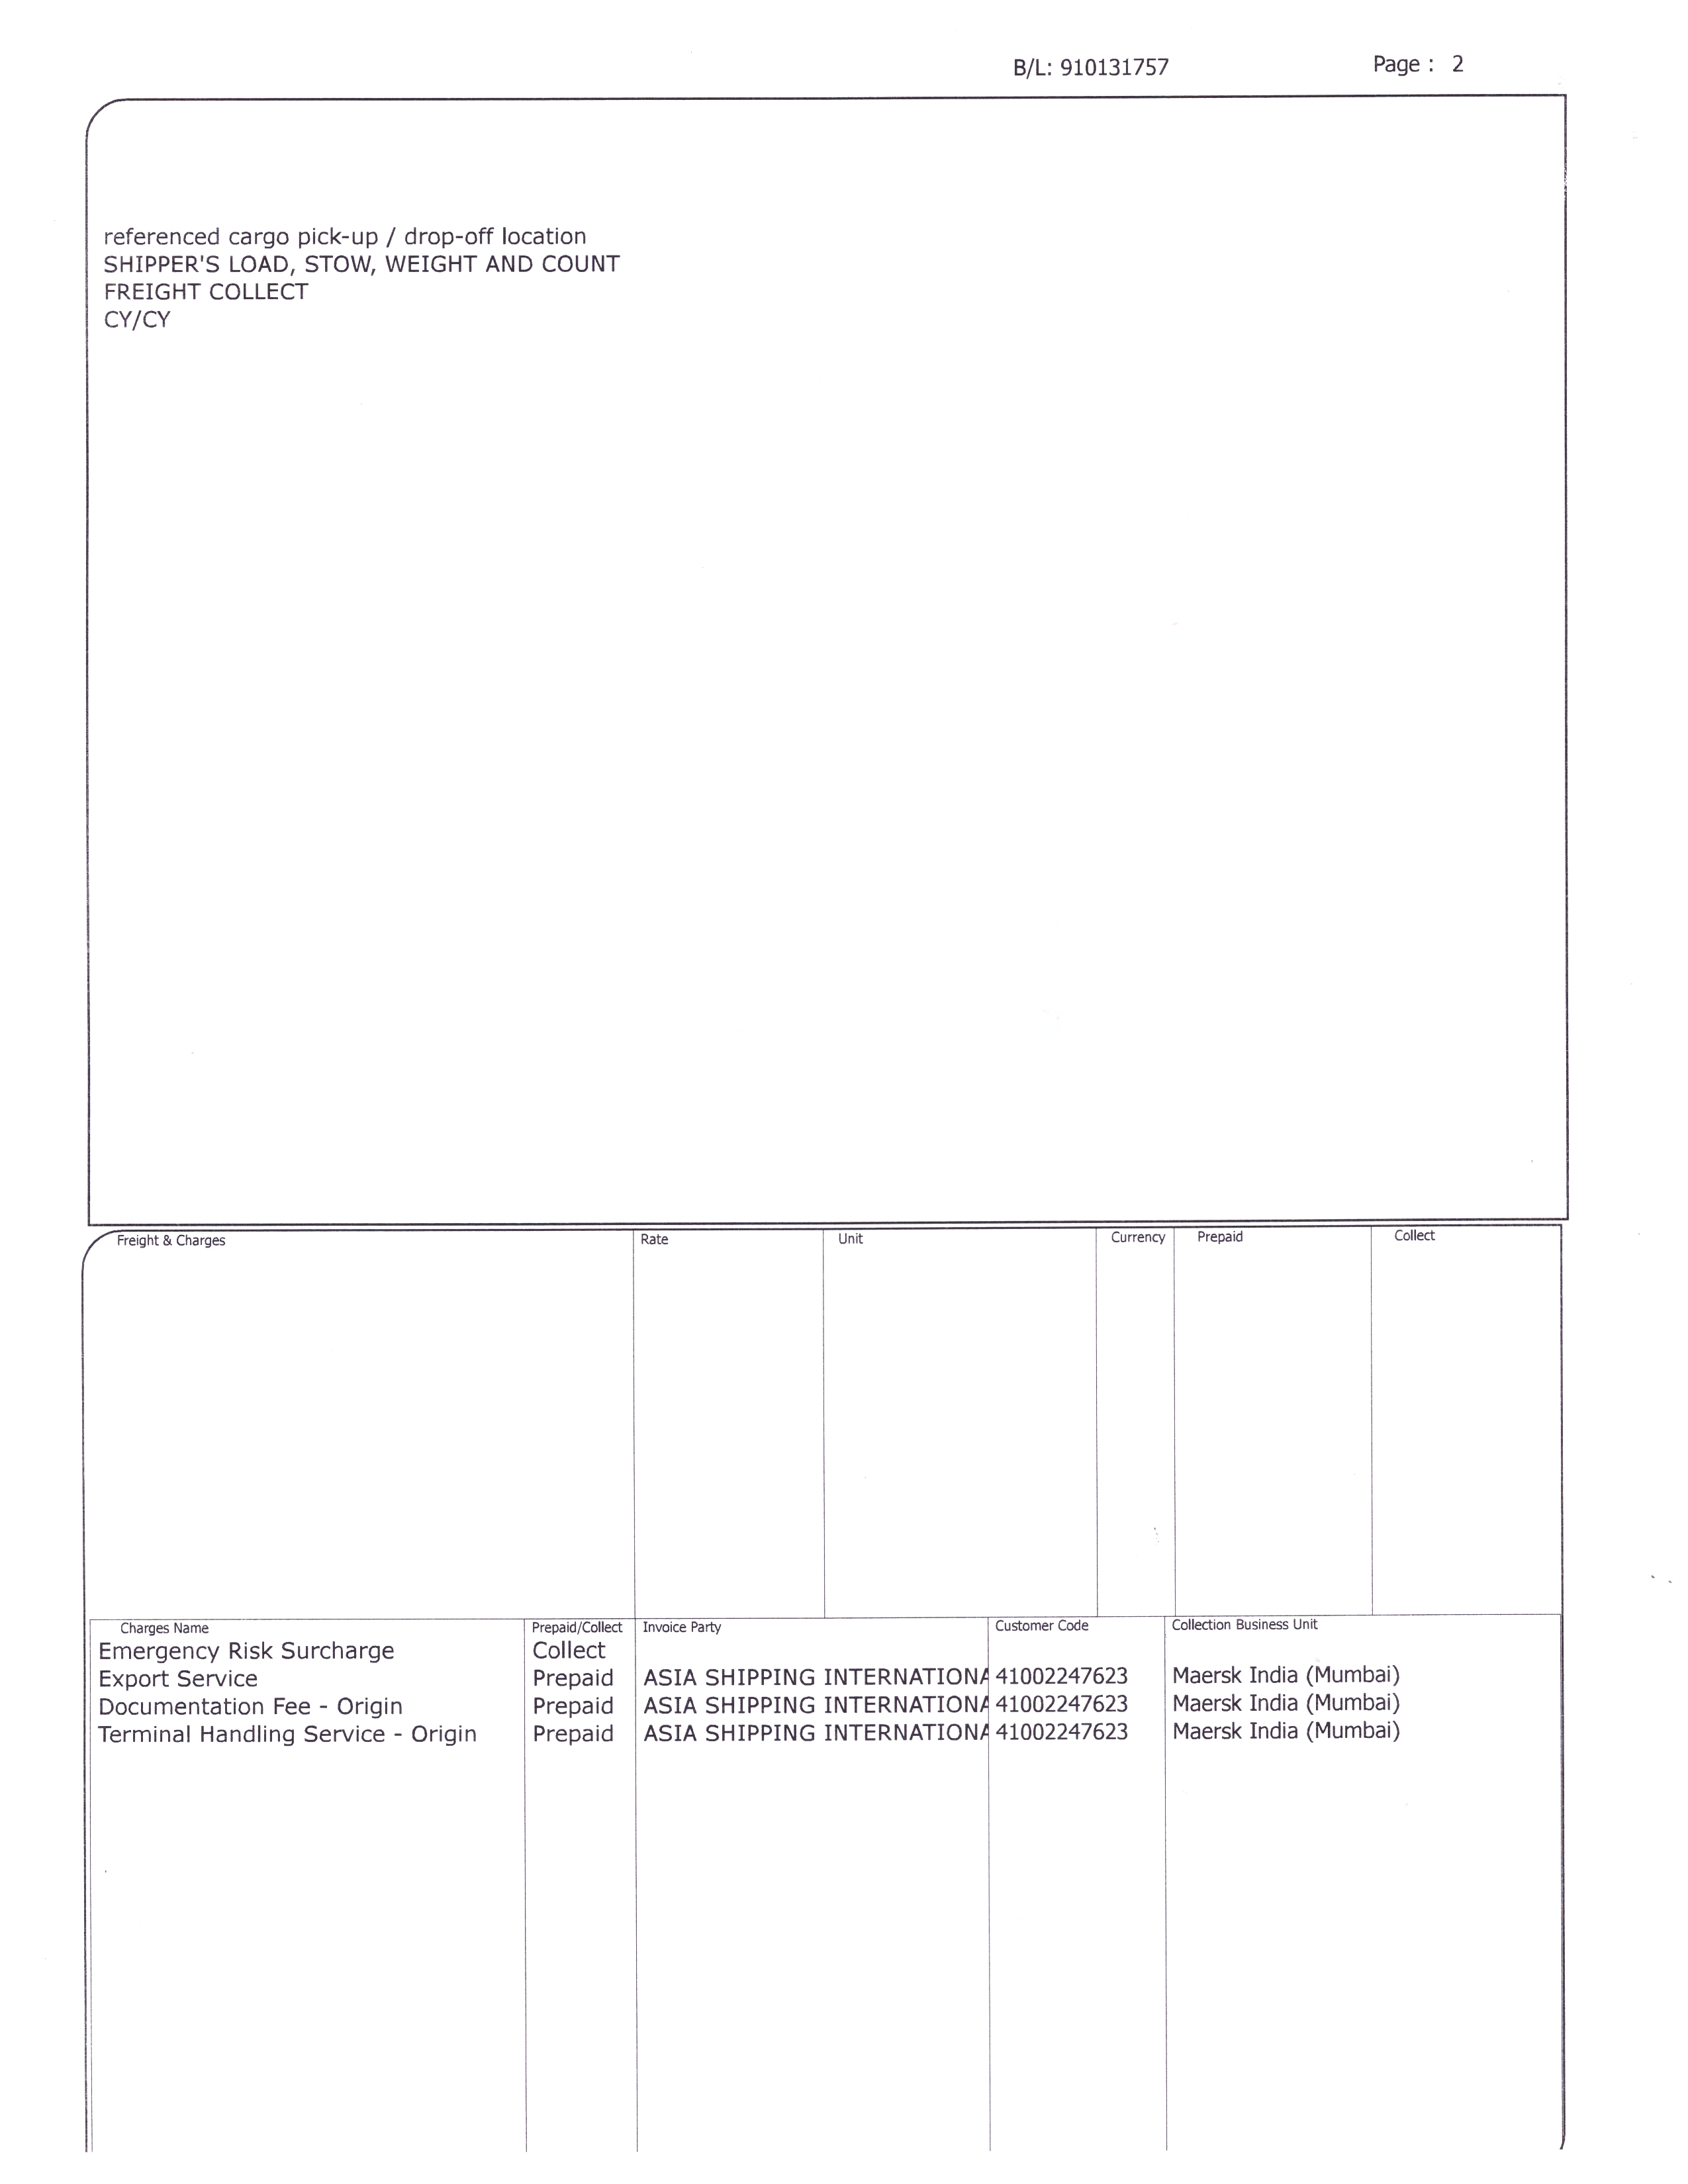 B/L: 910131757 Page : 2
referenced cargo pick-up / drop-off location
SHIPPER'S LOAD, STOW, WEIGHT AND COUNT
FREIGHT COLLECT
CY/CY
Freight & Charges Rate Unit Currency Prepaid Collect
Charges Name Prepaid/Collect Invoice Party Customer Code Collection Business Unit
Emergency Risk Surcharge Collect
Export Service Prepaid ASIA SHIPPING INTERNATIONA 41002247623 Maersk India (Mumbai)
Documentation Fee - Origin Prepaid ASIA SHIPPING INTERNATIONA 41002247623 Maersk India (Mumbai)
Terminal Handling Service - Origin Prepaid ASIA SHIPPING INTERNATIONA 41002247623 Maersk India (Mumbai)